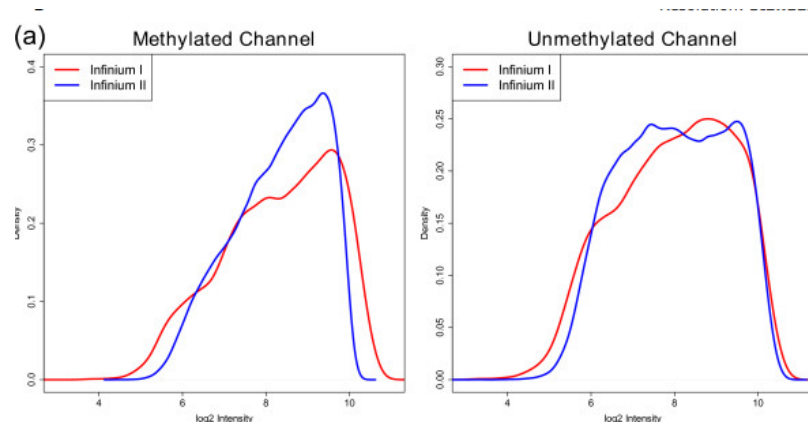 (a)
Methylated Channel
Infinium I
Infinium II
0.4
0.3
0.2
0.1
0.0
Density
4 6 8 10
log2 Intensity
Unmethylated Channel
Infinium I
Infinium II
0.30
0.25
0.20
0.15
0.10
0.05
0.00
Density
4 6 8 10
log2 Intensity